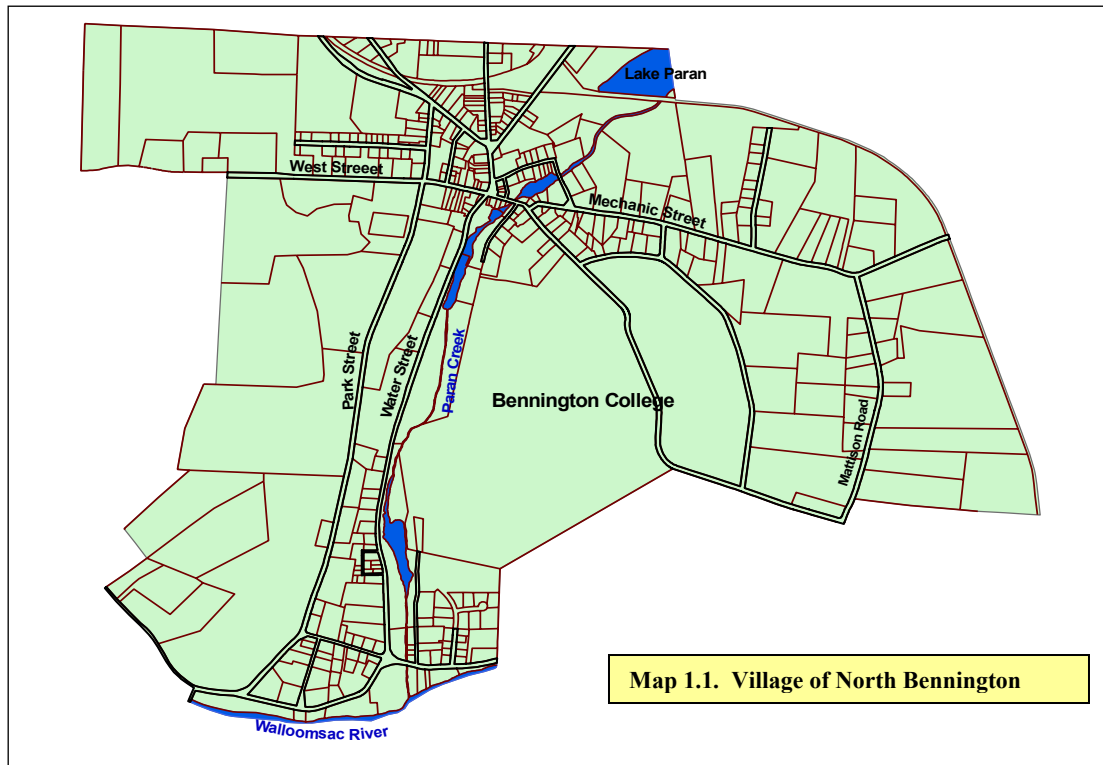 Lake Paran
West Streeet
Mechanic Street
Park Street
Water Street
Paran Creek
Bennington College
Mattison Road
Map 1.1. Village of North Bennington
Walloomsac River